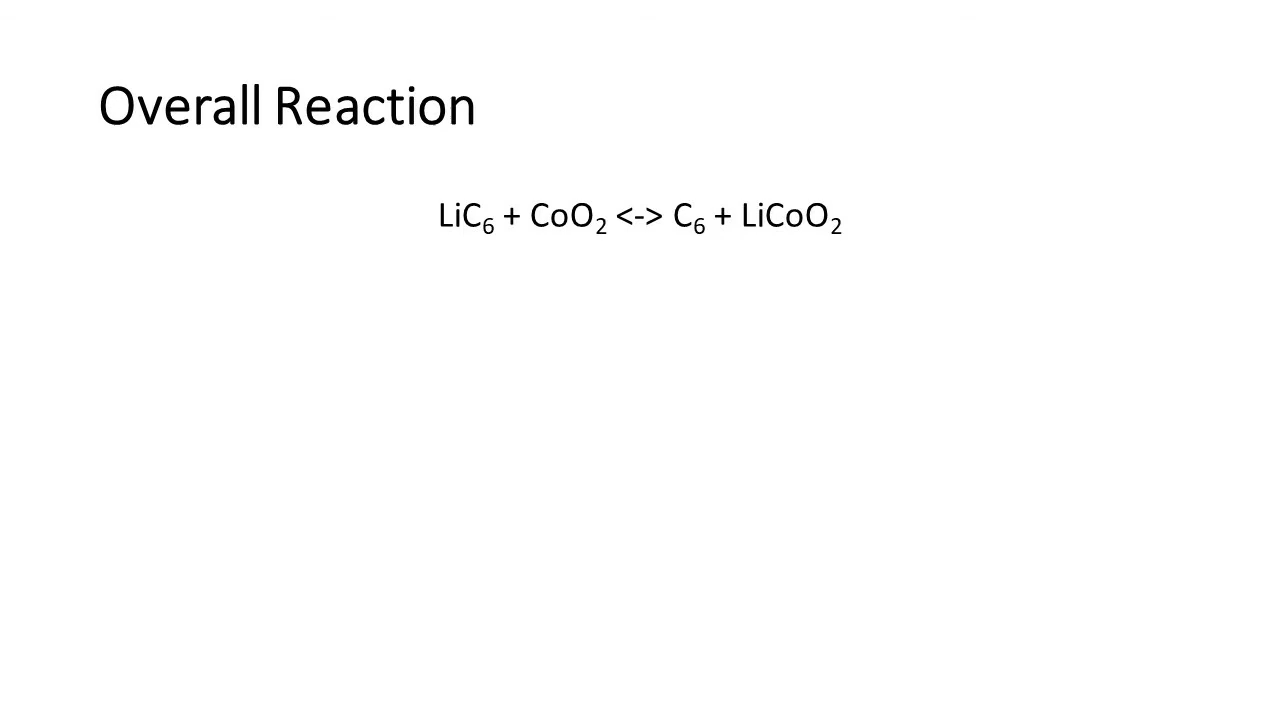 Overall Reaction
LiC₆ + CoO₂ <-> C₆ + LiCoO₂